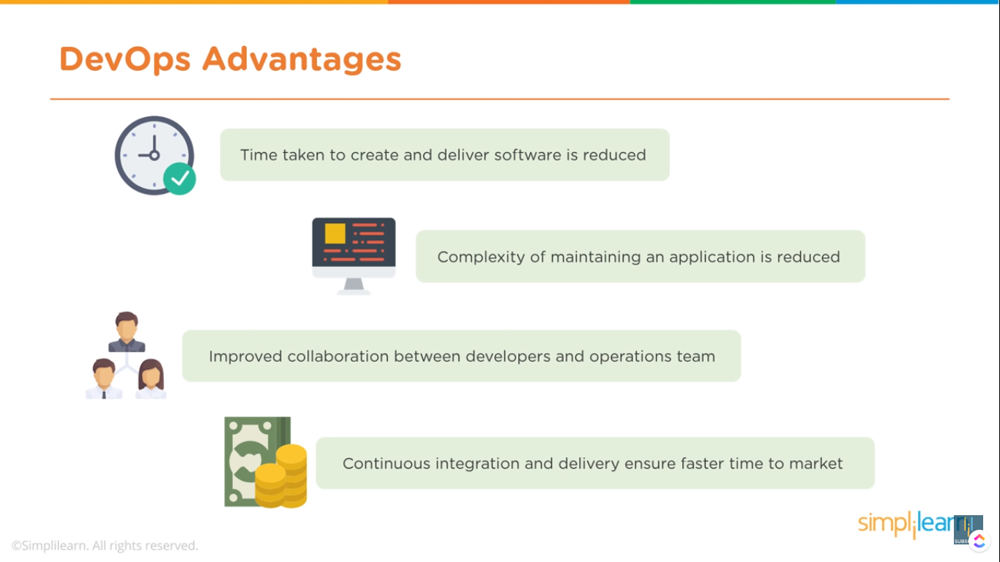 DevOps Advantages
Time taken to create and deliver software is reduced
Complexity of maintaining an application is reduced
Improved collaboration between developers and operations team
Continuous integration and delivery ensure faster time to market
simplilearn
©Simplilearn. All rights reserved.